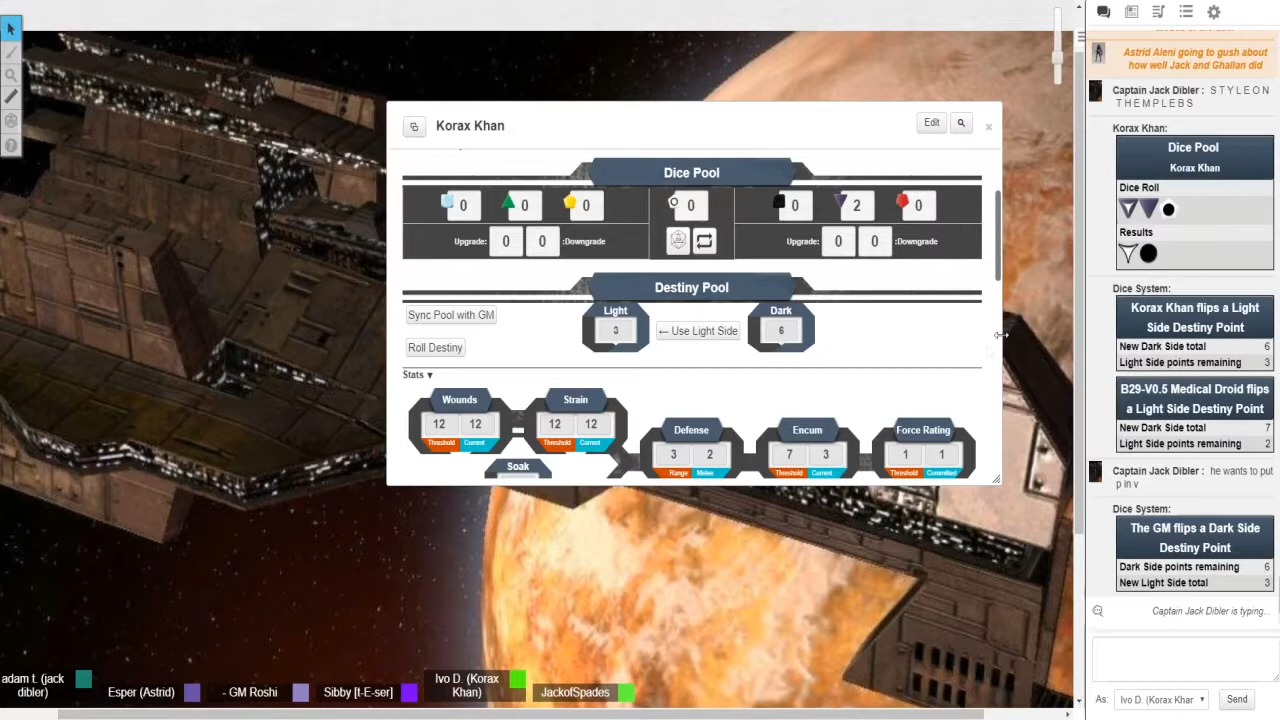 Korax Khan
Edit
Dice Pool
0 0 0 0 0 2 0
Upgrade: 0 0 :Downgrade Upgrade: 0 0 :Downgrade
Destiny Pool
Sync Pool with GM
Light
3
← Use Light Side
Dark
6
Roll Destiny
Stats ▼
Wounds
12 12
Threshold Current
Strain
12 12
Threshold Current
Soak
Defense
3 2
Range Melee
Encum
7 3
Threshold Current
Force Rating
1 1
Threshold Committed
adam t. (jack
dibler)
Esper (Astrid)
- GM Roshi
Sibby [t-E-ser]
Ivo D. (Korax
Khan)
JackofSpades
Astrid Aleni going to gush about
how well Jack and Ghallan did
Captain Jack Dibler : S T Y L E O N
T H E M P L E B S
Korax Khan:
Dice Pool
Korax Khan
Dice Roll
Results
Dice System:
Korax Khan flips a Light
Side Destiny Point
New Dark Side total 6
Light Side points remaining 3
B29-V0.5 Medical Droid flips
a Light Side Destiny Point
New Dark Side total 7
Light Side points remaining 2
Captain Jack Dibler : he wants to put
p in v
Dice System:
The GM flips a Dark Side
Destiny Point
Dark Side points remaining 6
New Light Side total 3
Captain Jack Dibler is typing...
As: Ivo D. (Korax Khar Send